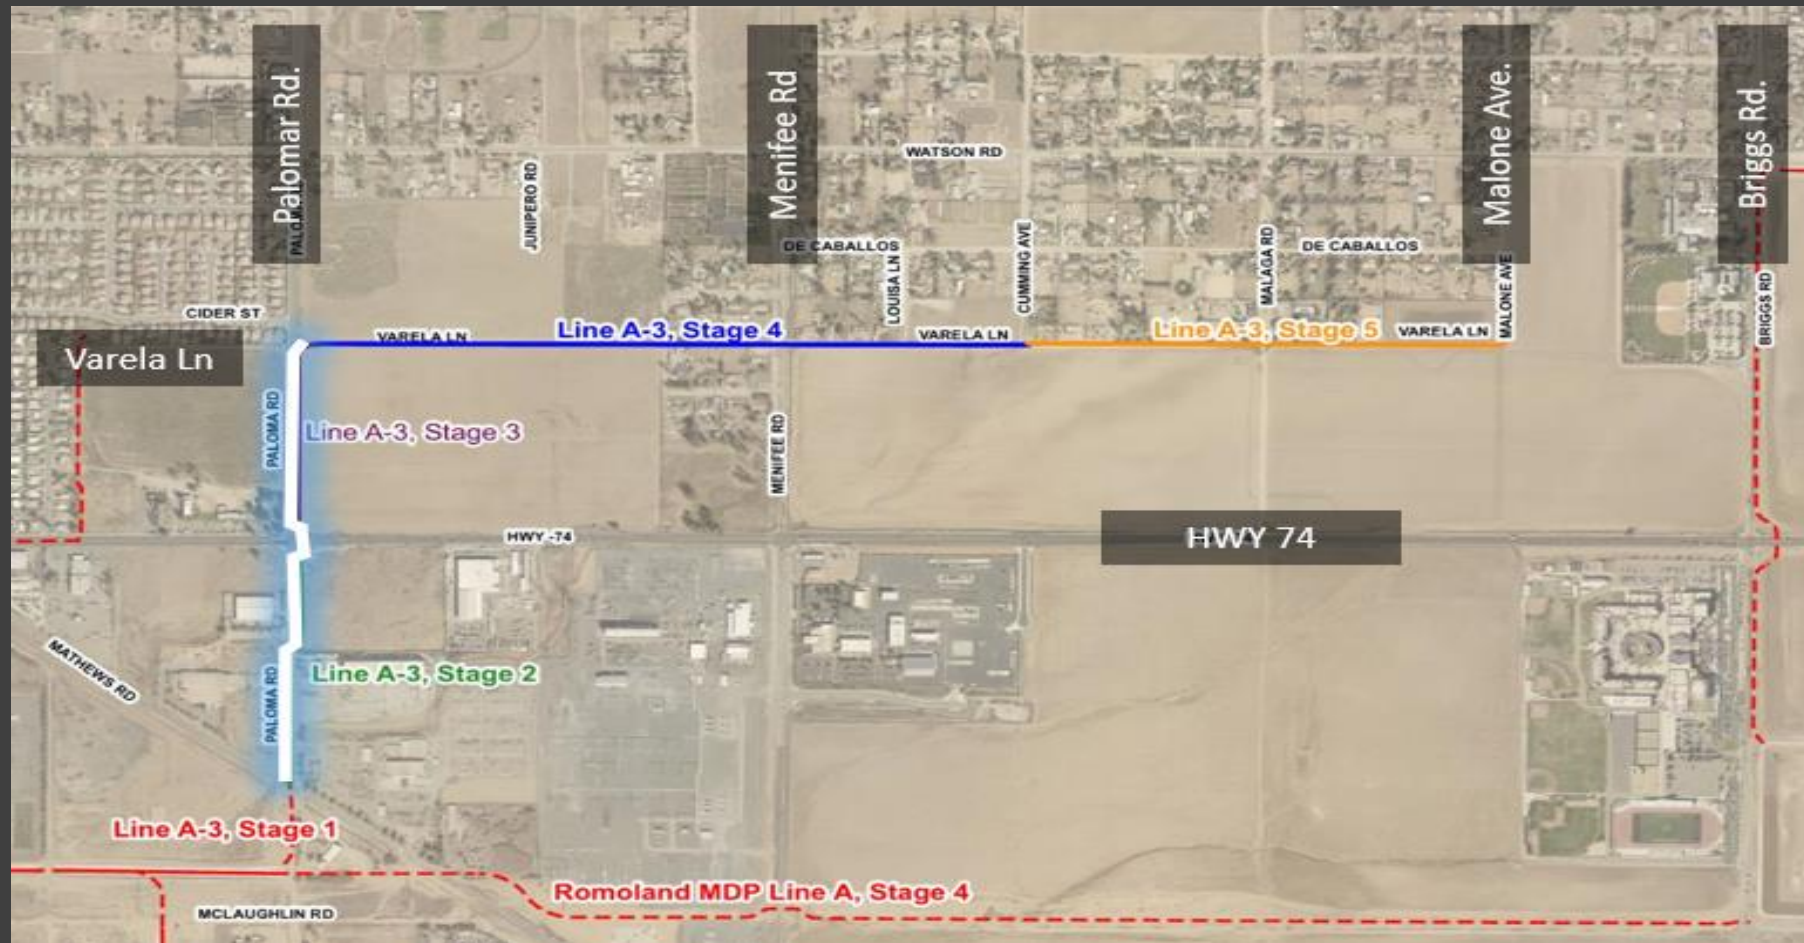 Palomar Rd.
Menifee Rd
Malone Ave.
Briggs Rd.
WATSON RD
JUNIPERO RD
DE CABALLOS
DE CABALLOS
LOUISA LN
CUMMING AVE
MALAGA RD
MALONE AVE
BRIGGS RD
CIDER ST
VARELA LN
Line A-3, Stage 4
VARELA LN
Line A-3, Stage 5
VARELA LN
Varela Ln
PALOMA RD
Line A-3, Stage 3
MENIFEE RD
HWY -74
HWY 74
MATHEWS RD
PALOMA RD
Line A-3, Stage 2
Line A-3, Stage 1
Romoland MDP Line A, Stage 4
MCLAUGHLIN RD